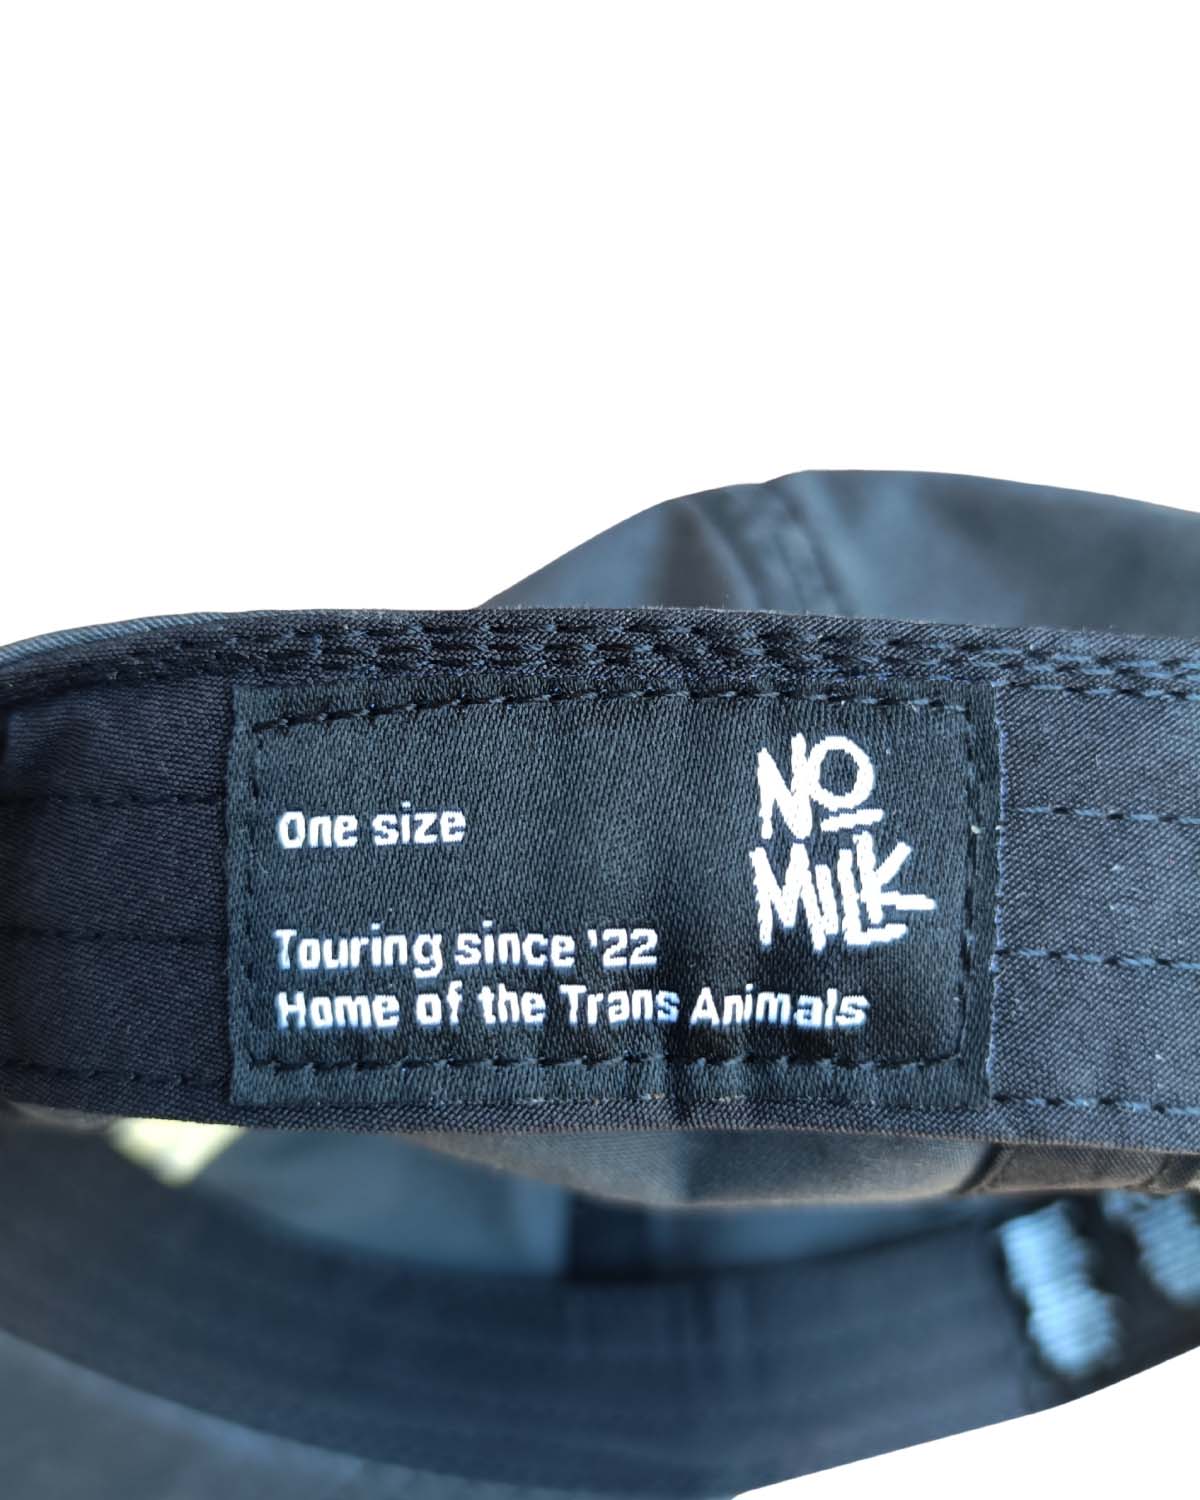 One size
NO
MILK
Touring since '22
Home of the Trans Animals